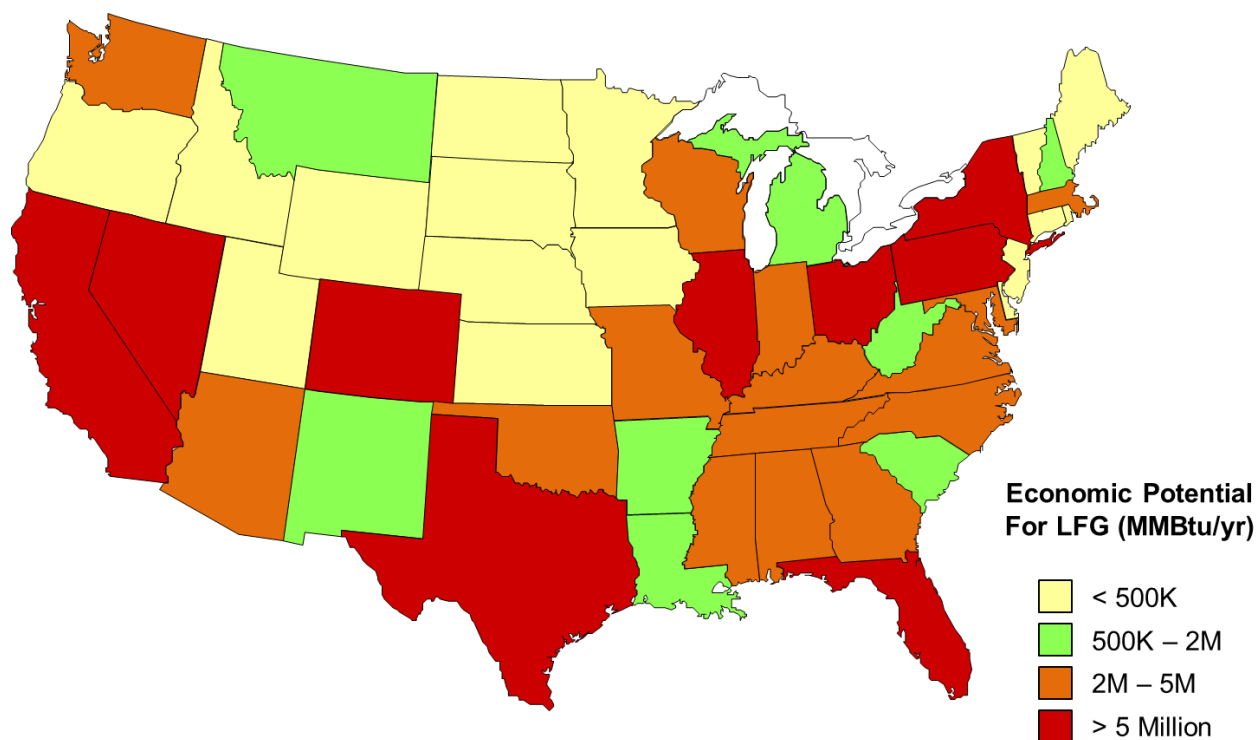 Economic Potential
For LFG (MMBtu/yr)
< 500K
500K – 2M
2M – 5M
> 5 Million